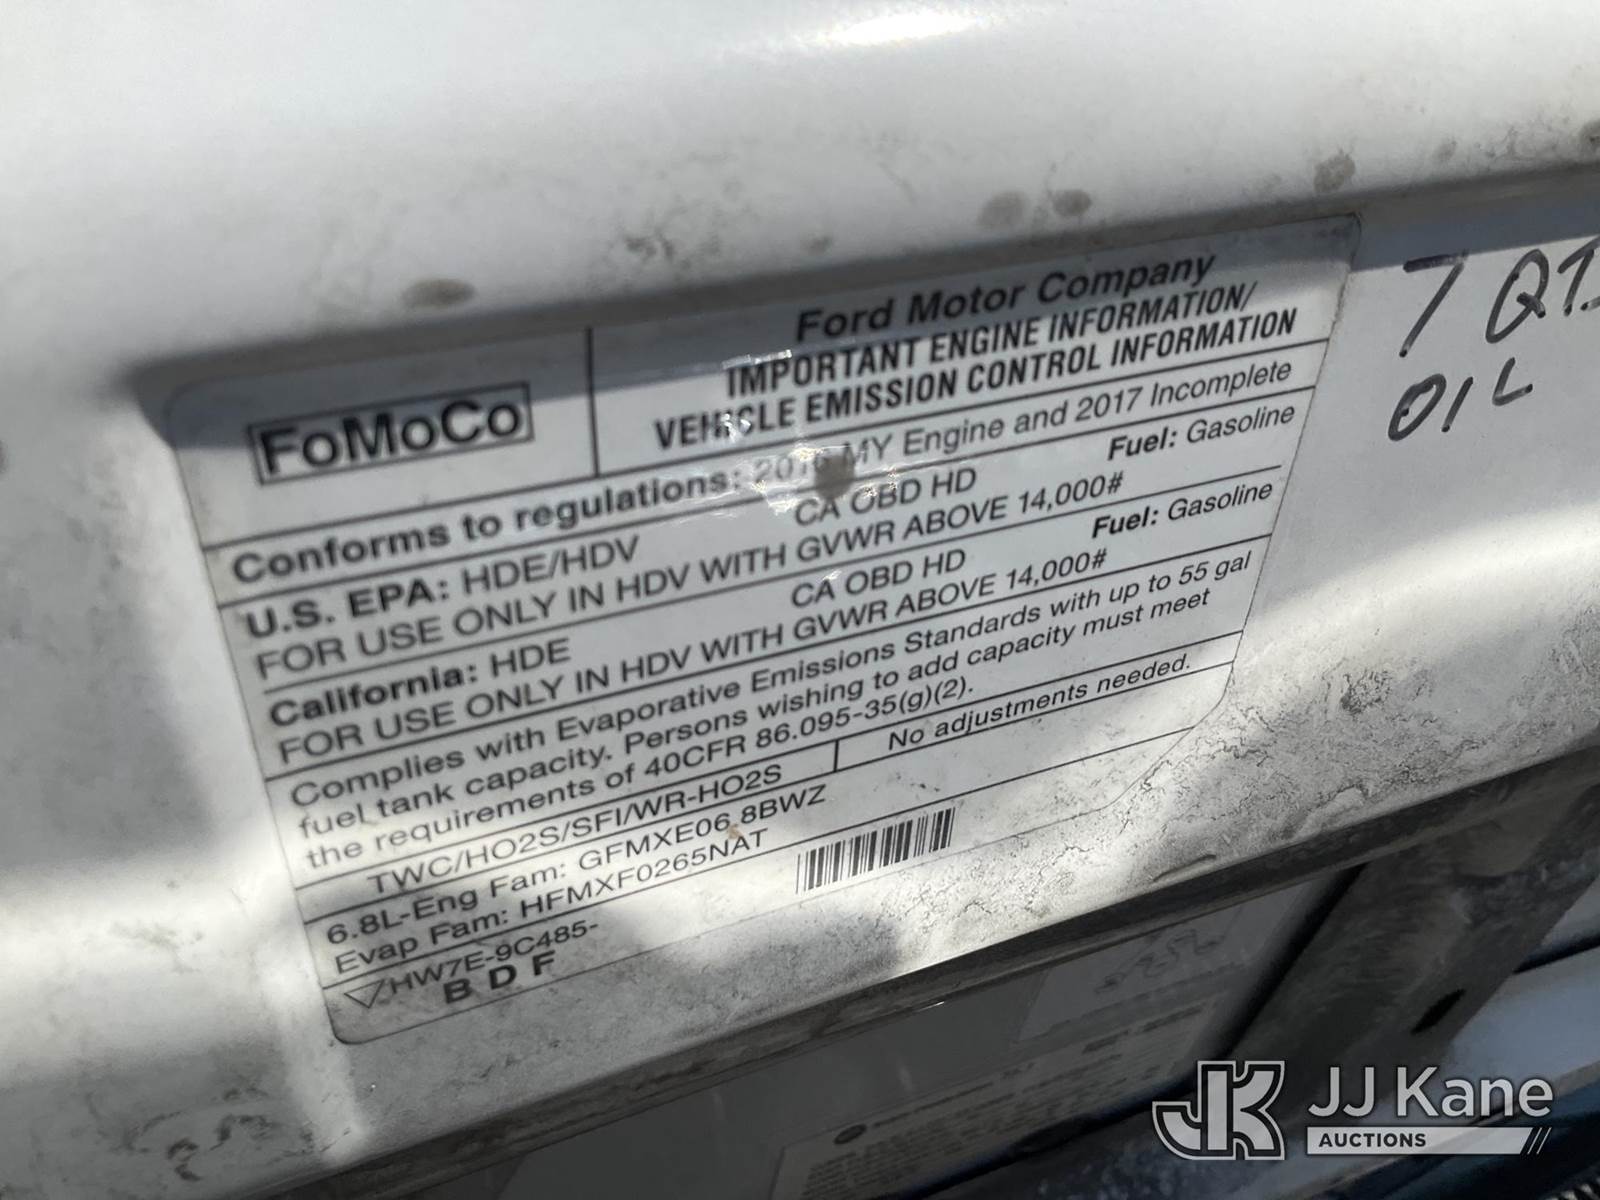 FoMoCo
Ford Motor Company
IMPORTANT ENGINE INFORMATION/
VEHICLE EMISSION CONTROL INFORMATION
Conforms to regulations: 2016 MY Engine and 2017 Incomplete
U.S. EPA: HDE/HDV CA OBD HD Fuel: Gasoline
FOR USE ONLY IN HDV WITH GVWR ABOVE 14,000#
California: HDE CA OBD HD Fuel: Gasoline
FOR USE ONLY IN HDV WITH GVWR ABOVE 14,000#
Complies with Evaporative Emissions Standards with up to 55 gal
fuel tank capacity. Persons wishing to add capacity must meet
the requirements of 40CFR 86.095-35(g)(2).
TWC/HO2S/SFI/WR-HO2S No adjustments needed.
6.8L-Eng Fam: GFMXE06.8BWZ
Evap Fam: HFMXF0265NAT
HW7E-9C485-
B D F
7 QTS
OIL
JK JJ Kane
AUCTIONS